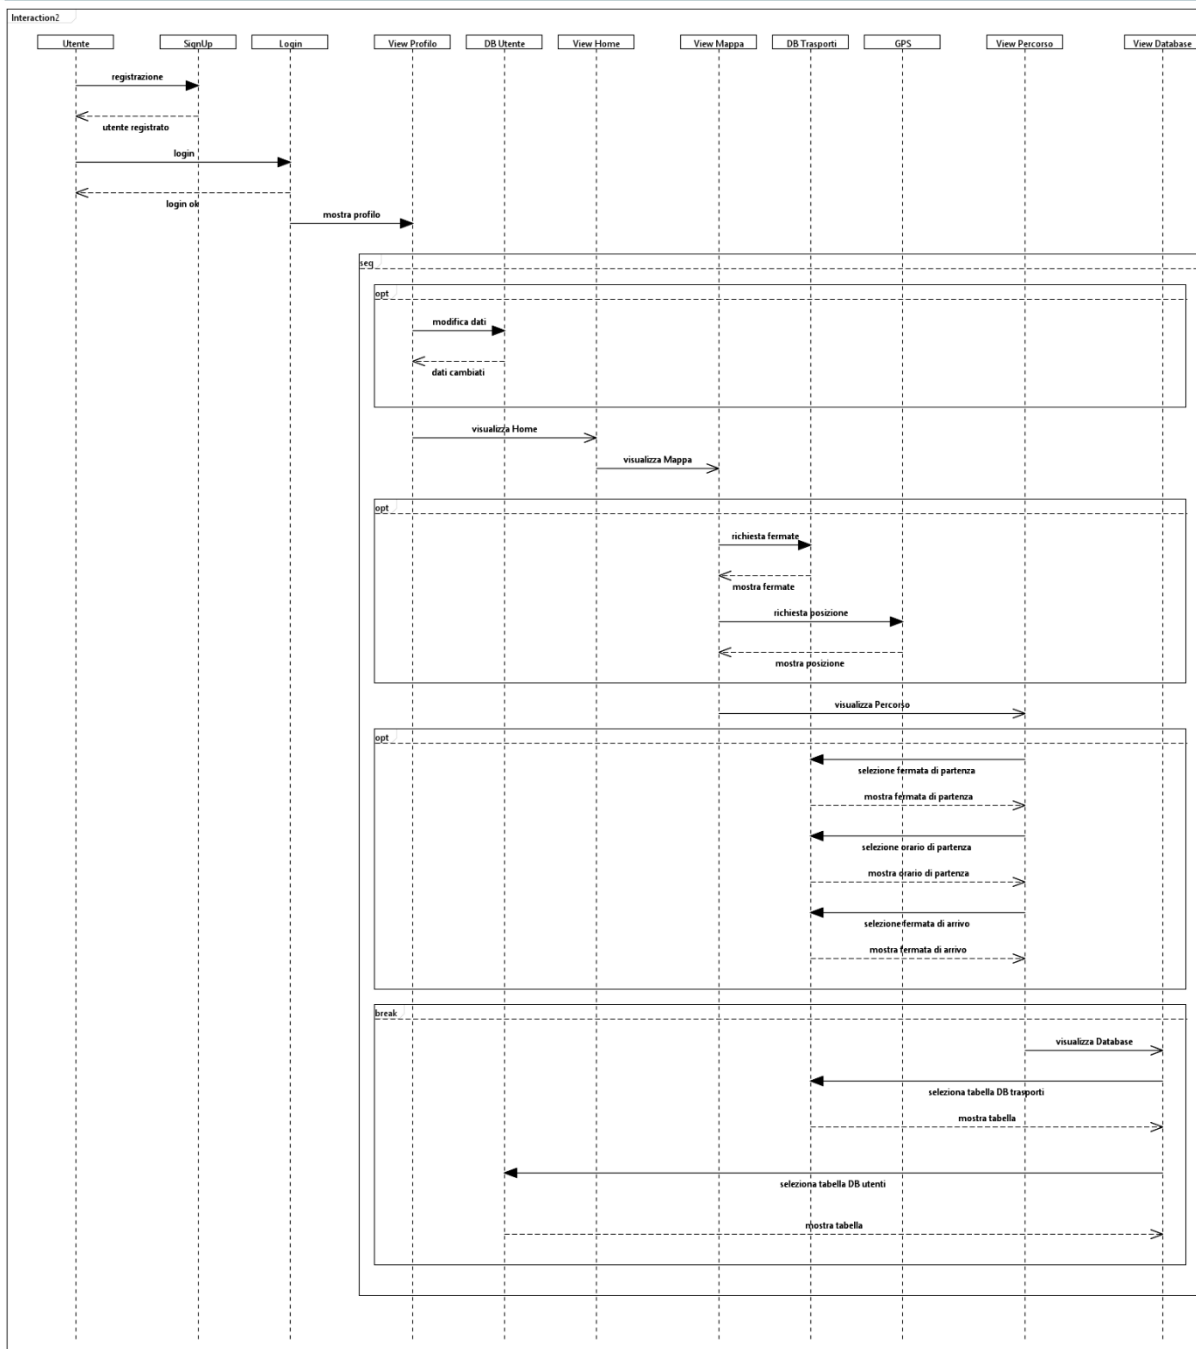 Interaction2
Utente SignUp Login View Profilo DB Utente View Home View Mappa DB Trasporti GPS View Percorso View Database
registrazione
utente registrato
login
login ok
mostra profilo
seq
opt
modifica dati
dati cambiati
visualizza Home
visualizza Mappa
opt
richiesta fermate
mostra fermate
richiesta posizione
mostra posizione
visualizza Percorso
opt
selezione fermata di partenza
mostra fermata di partenza
selezione orario di partenza
mostra orario di partenza
selezione fermata di arrivo
mostra fermata di arrivo
break
visualizza Database
seleziona tabella DB trasporti
mostra tabella
seleziona tabella DB utenti
mostra tabella